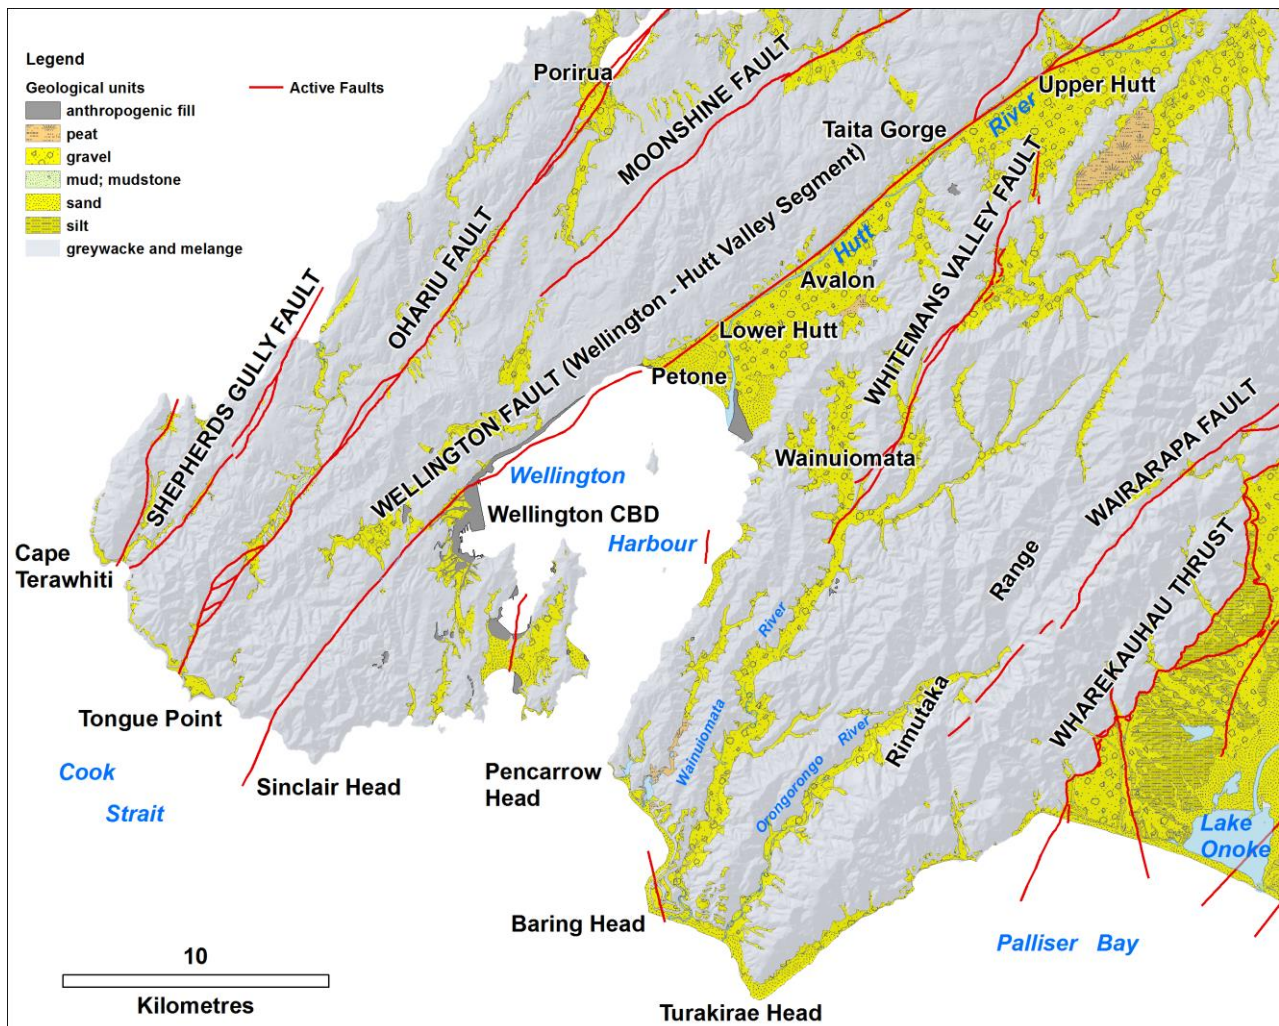 Legend
Geological units
Active Faults
anthropogenic fill
peat
gravel
mud; mudstone
sand
silt
greywacke and melange
Porirua
MOONSHINE FAULT
Upper Hutt
River
Taita Gorge
OHARIU FAULT
WHITEMANS VALLEY FAULT
Hutt
Avalon
SHEPHERDS GULLY FAULT
WELLINGTON FAULT (Wellington - Hutt Valley Segment)
Lower Hutt
Petone
Wainuiomata
WAIRARAPA FAULT
Wellington
Wellington CBD
Harbour
Cape
Terawhiti
Range
WHAREKAUHAU THRUST
River
Tongue Point
Rimutaka
Wainuiomata
River
Orongorongo
Cook
Strait
Sinclair Head
Pencarrow
Head
Lake
Onoke
Baring Head
Palliser Bay
10
Kilometres
Turakirae Head